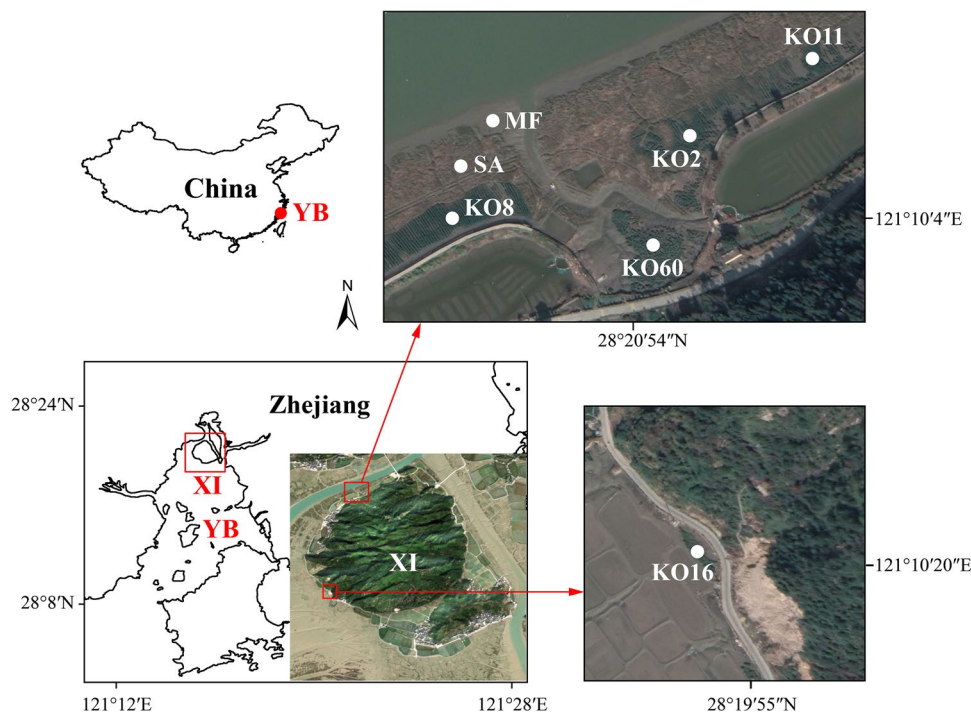 KO11
MF
KO2
SA
China
YB
KO8
121°10′4″E
KO60
N
28°20′54″N
28°24′N
Zhejiang
XI
YB
XI
KO16
121°10′20″E
28°8′N
121°12′E
121°28′E
28°19′55″N